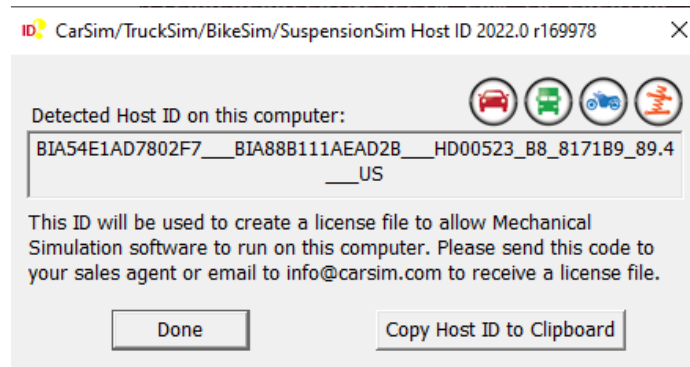 ID? CarSim/TruckSim/BikeSim/SuspensionSim Host ID 2022.0 r169978
Detected Host ID on this computer:
BIA54E1AD7802F7___BIA88B111AEAD2B___HD00523_B8_8171B9_89.4
___US
This ID will be used to create a license file to allow Mechanical
Simulation software to run on this computer. Please send this code to
your sales agent or email to info@carsim.com to receive a license file.
Done
Copy Host ID to Clipboard